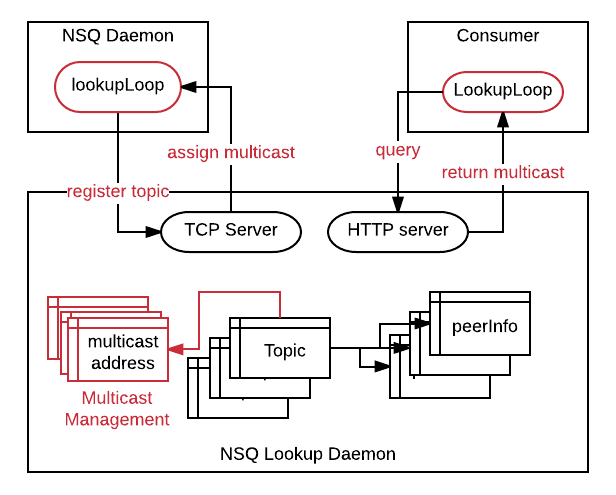 NSQ Daemon
Consumer
lookupLoop
LookupLoop
assign multicast
query
return multicast
register topic
TCP Server
HTTP server
multicast
address
Topic
peerInfo
Multicast
Management
NSQ Lookup Daemon